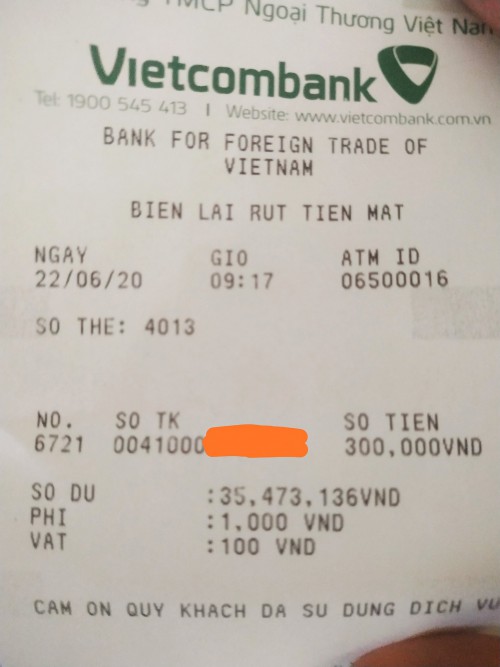 TMCP Ngoại Thương Việt Nam
Vietcombank
Tel: 1900 545 413 | Website: www.vietcombank.com.vn
BANK FOR FOREIGN TRADE OF
VIETNAM
BIEN LAI RUT TIEN MAT
NGAY GIO ATM ID
22/06/20 09:17 06500016
SO THE: 4013
NO. SO TK SO TIEN
6721 0041000 300,000VND
SO DU :35,473,136VND
PHI :1,000 VND
VAT :100 VND
CAM ON QUY KHACH DA SU DUNG DICH VU